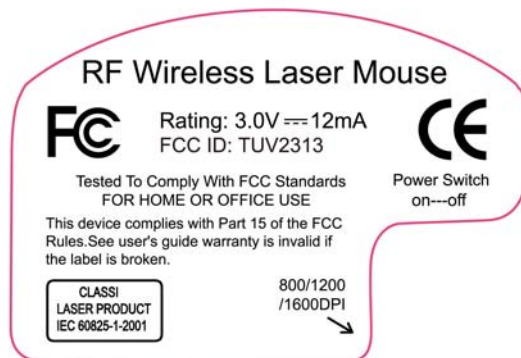 RF Wireless Laser Mouse
FC
Rating: 3.0V⎓12mA
FCC ID: TUV2313
CE
Tested To Comply With FCC Standards
FOR HOME OR OFFICE USE
Power Switch
on---off
This device complies with Part 15 of the FCC
Rules.See user's guide warranty is invalid if
the label is broken.
CLASSI
LASER PRODUCT
IEC 60825-1-2001
800/1200
/1600DPI